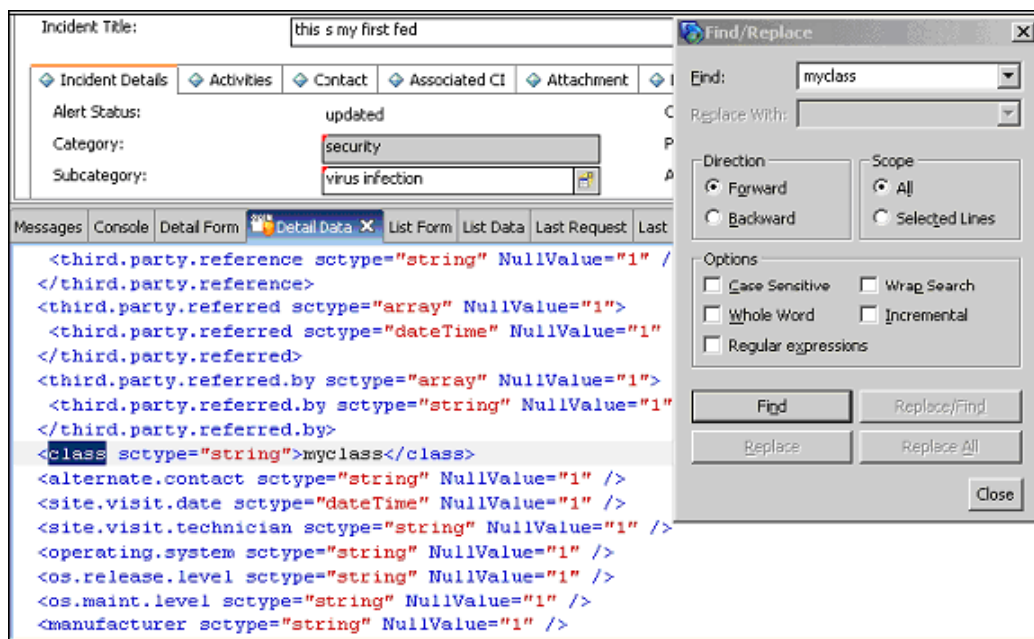 Incident Title:
this s my first fed
Incident Details
Activities
Contact
Associated CI
Attachment
Alert Status:
updated
Category:
security
Subcategory:
virus infection
Messages
Console
Detail Form
Detail Data
List Form
List Data
Last Request
Last
<third.party.reference sctype="string" NullValue="1" /
</third.party.reference>
<third.party.referred sctype="array" NullValue="1">
<third.party.referred sctype="dateTime" NullValue="1"
</third.party.referred>
<third.party.referred.by sctype="array" NullValue="1">
<third.party.referred.by sctype="string" NullValue="1"
</third.party.referred.by>
<class sctype="string">myclass</class>
<alternate.contact sctype="string" NullValue="1" />
<site.visit.date sctype="dateTime" NullValue="1" />
<site.visit.technician sctype="string" NullValue="1" />
<operating.system sctype="string" NullValue="1" />
<os.release.level sctype="string" NullValue="1" />
<os.maint.level sctype="string" NullValue="1" />
<manufacturer sctype="string" NullValue="1" />
Find/Replace
Find:
myclass
Replace With:
Direction
Forward
Backward
Scope
All
Selected Lines
Options
Case Sensitive
Wrap Search
Whole Word
Incremental
Regular expressions
Find
Replace/Find
Replace
Replace All
Close